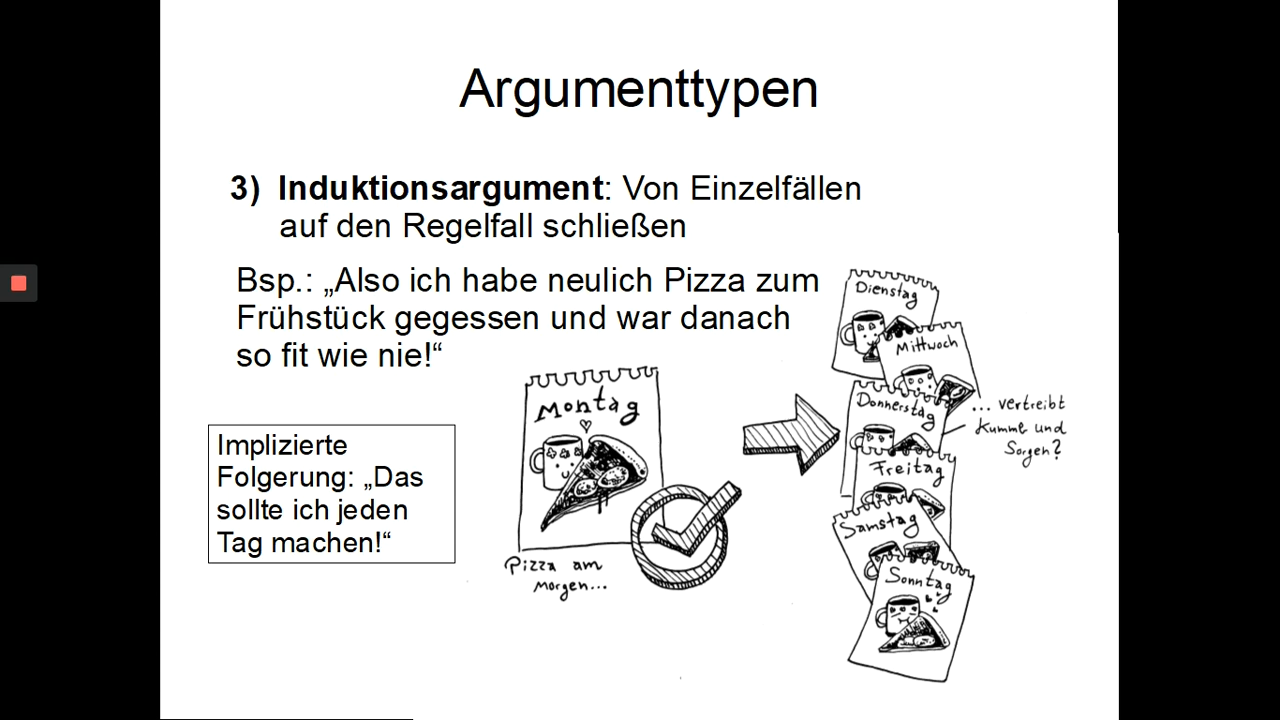 Argumenttypen
3) Induktionsargument: Von Einzelfällen
auf den Regelfall schließen
Bsp.: „Also ich habe neulich Pizza zum
Frühstück gegessen und war danach
so fit wie nie!“
Implizierte
Folgerung: „Das
sollte ich jeden
Tag machen!“
Montag
Pizza am
Morgen...
Dienstag
Mittwoch
Donnerstag
Freitag
Samstag
Sonntag
... vertreibt
Kummer und
Sorgen?